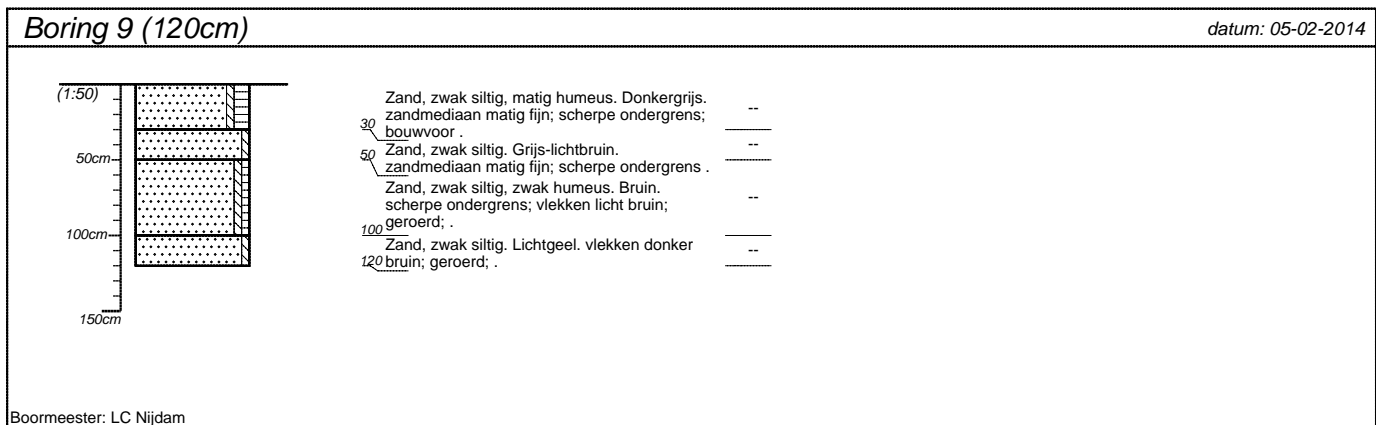 Boring 9 (120cm)
datum: 05-02-2014
(1:50)
50cm
100cm
150cm
Zand, zwak siltig, matig humeus. Donkergrijs.
zandmediaan matig fijn; scherpe ondergrens;
30 bouwvoor .
--
50 Zand, zwak siltig. Grijs-lichtbruin.
zandmediaan matig fijn; scherpe ondergrens .
--
Zand, zwak siltig, zwak humeus. Bruin.
scherpe ondergrens; vlekken licht bruin;
100 geroerd; .
--
Zand, zwak siltig. Lichtgeel. vlekken donker
120 bruin; geroerd; .
--
Boormeester: LC Nijdam